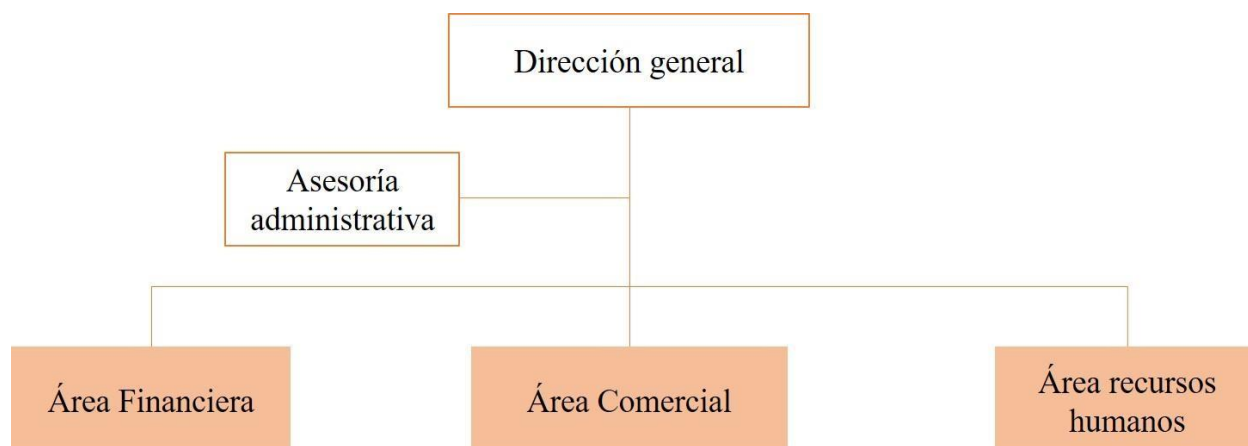 Dirección general
Asesoría
administrativa
Área Financiera
Área Comercial
Área recursos
humanos